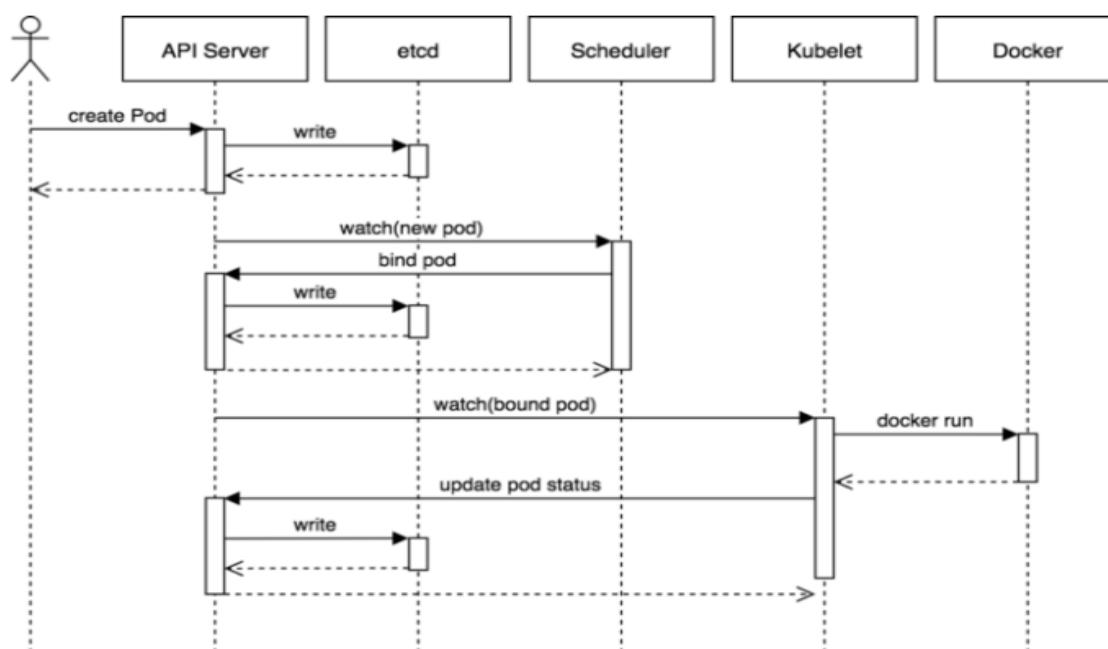 API Server
etcd
Scheduler
Kubelet
Docker
create Pod
write
watch(new pod)
bind pod
write
watch(bound pod)
docker run
update pod status
write